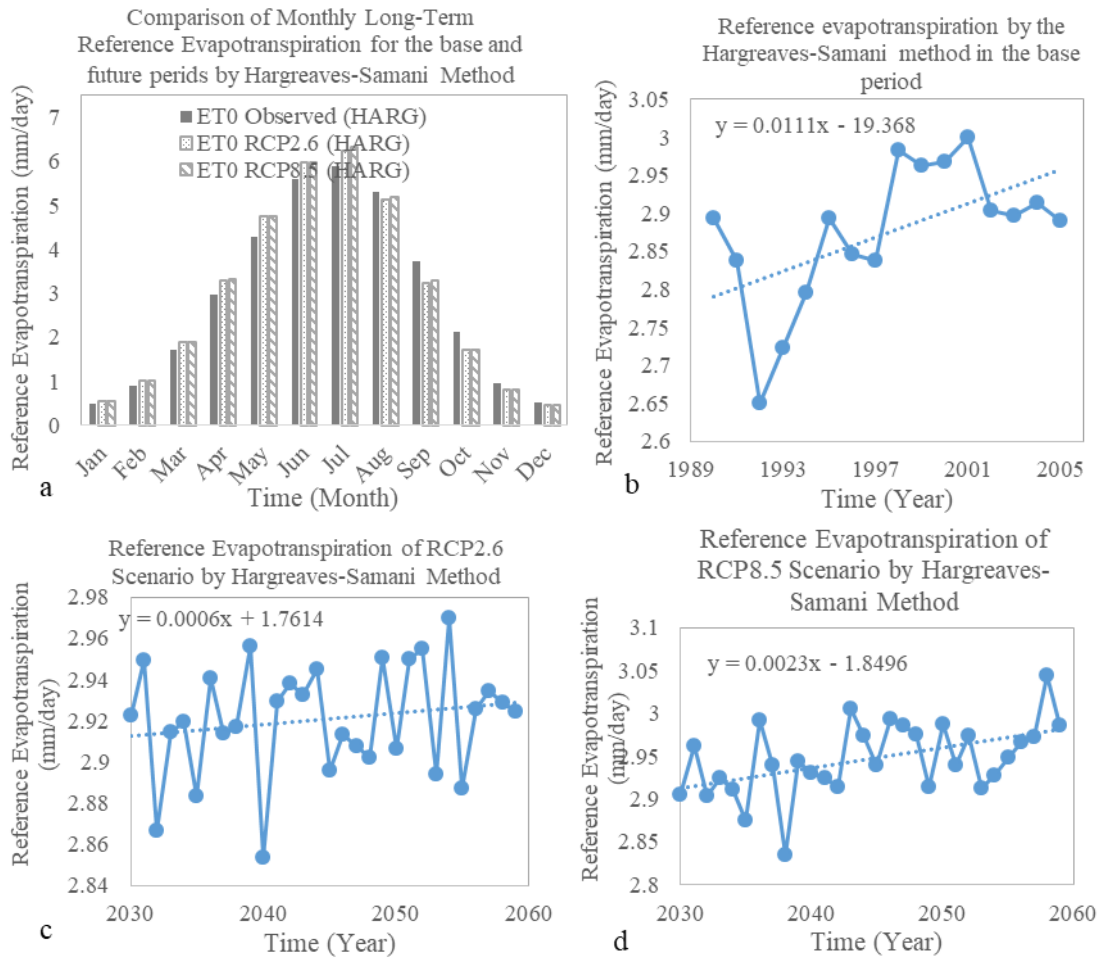 Comparison of Monthly Long-Term
Reference Evapotranspiration for the base and
future perids by Hargreaves-Samani Method
Reference Evapotranspiration (mm/day)
7
6
5
4
3
2
1
0
ET0 Observed (HARG)
ET0 RCP2.6 (HARG)
ET0 RCP8.5 (HARG)
Jan Feb Mar Apr May Jun Jul Aug Sep Oct Nov Dec
Time (Month)
a
Reference evapotranspiration by the
Hargreaves-Samani method in the base
period
Reference Evapotranspiration (mm/day)
3.05
3
2.95
2.9
2.85
2.8
2.75
2.7
2.65
2.6
y = 0.0111x - 19.368
1989 1993 1997 2001 2005
Time (Year)
b
Reference Evapotranspiration of RCP2.6
Scenario by Hargreaves-Samani Method
Reference Evapotranspiration
(mm/day)
2.98
2.96
2.94
2.92
2.9
2.88
2.86
2.84
y = 0.0006x + 1.7614
2030 2040 2050 2060
Time (Year)
c
Reference Evapotranspiration of
RCP8.5 Scenario by Hargreaves-
Samani Method
Reference Evapotranspiration
(mm/day)
3.1
3.05
3
2.95
2.9
2.85
2.8
y = 0.0023x - 1.8496
2030 2040 2050 2060
Time (Year)
d